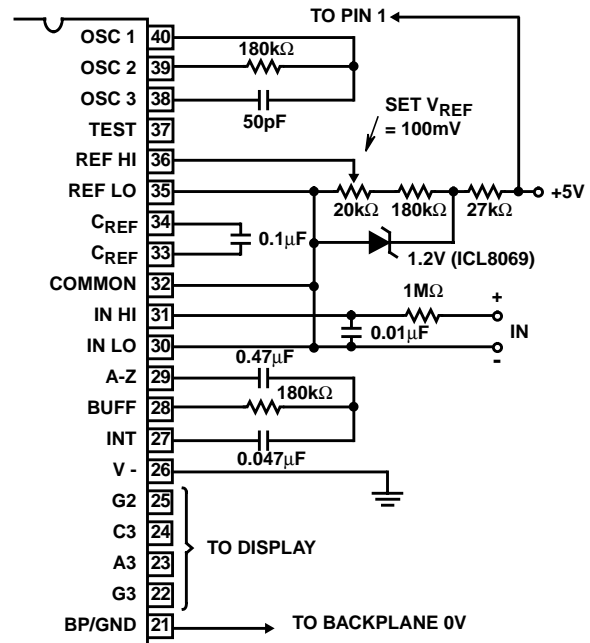 TO PIN 1
OSC 1 40
180kΩ
OSC 2 39
OSC 3 38
50pF
TEST 37
SET VREF
= 100mV
REF HI 36
REF LO 35
20kΩ 180kΩ 27kΩ
+5V
CREF 34
0.1µF
1.2V (ICL8069)
CREF 33
COMMON 32
1MΩ
+
IN HI 31
0.01µF
IN
IN LO 30
-
0.47µF
A-Z 29
180kΩ
BUFF 28
INT 27
0.047µF
V - 26
G2 25
C3 24
TO DISPLAY
A3 23
G3 22
BP/GND 21
TO BACKPLANE 0V